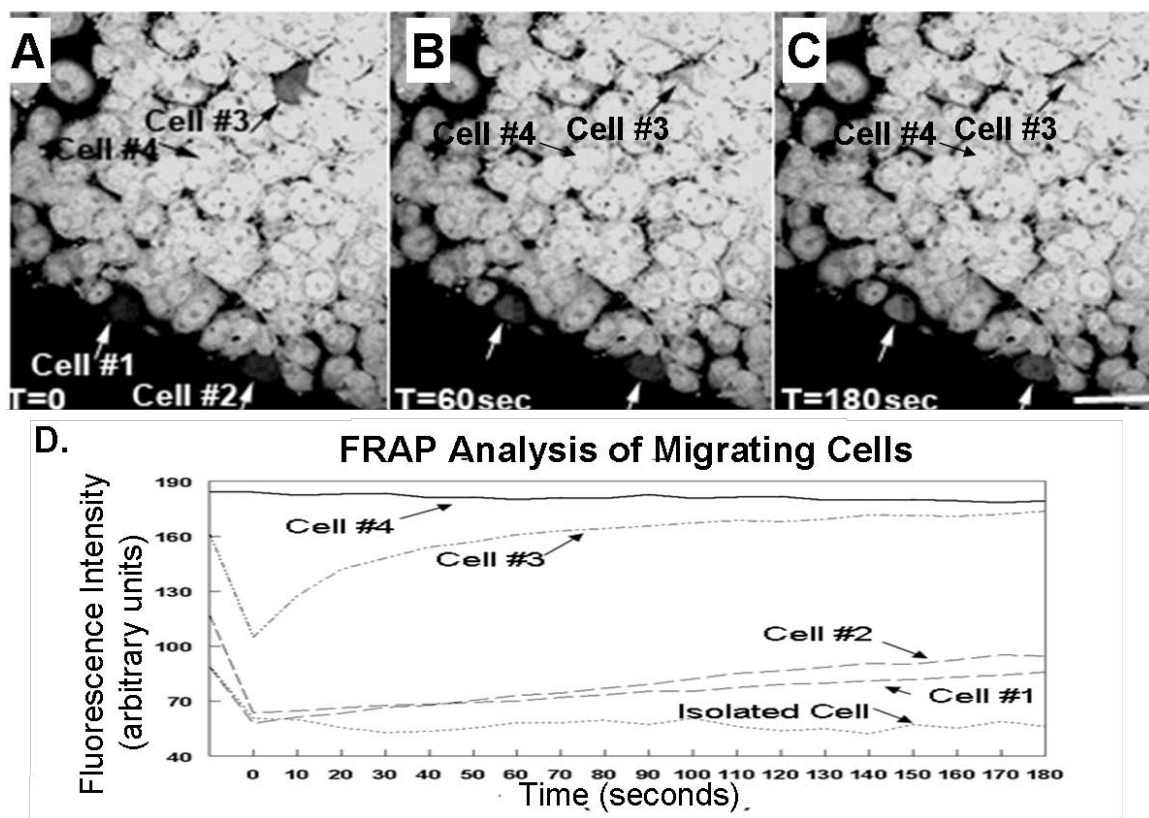 A
Cell #3
Cell #4
Cell #1
T=0
Cell #2
B
Cell #4
Cell #3
T=60sec
C
Cell #4
Cell #3
T=180sec
D.
FRAP Analysis of Migrating Cells
Fluorescence Intensity
(arbitrary units)
190
160
130
100
70
40
Cell #4
Cell #3
Cell #2
Cell #1
Isolated Cell
0 10 20 30 40 50 60 70 80 90 100 110 120 130 140 150 160 170 180
Time (seconds)